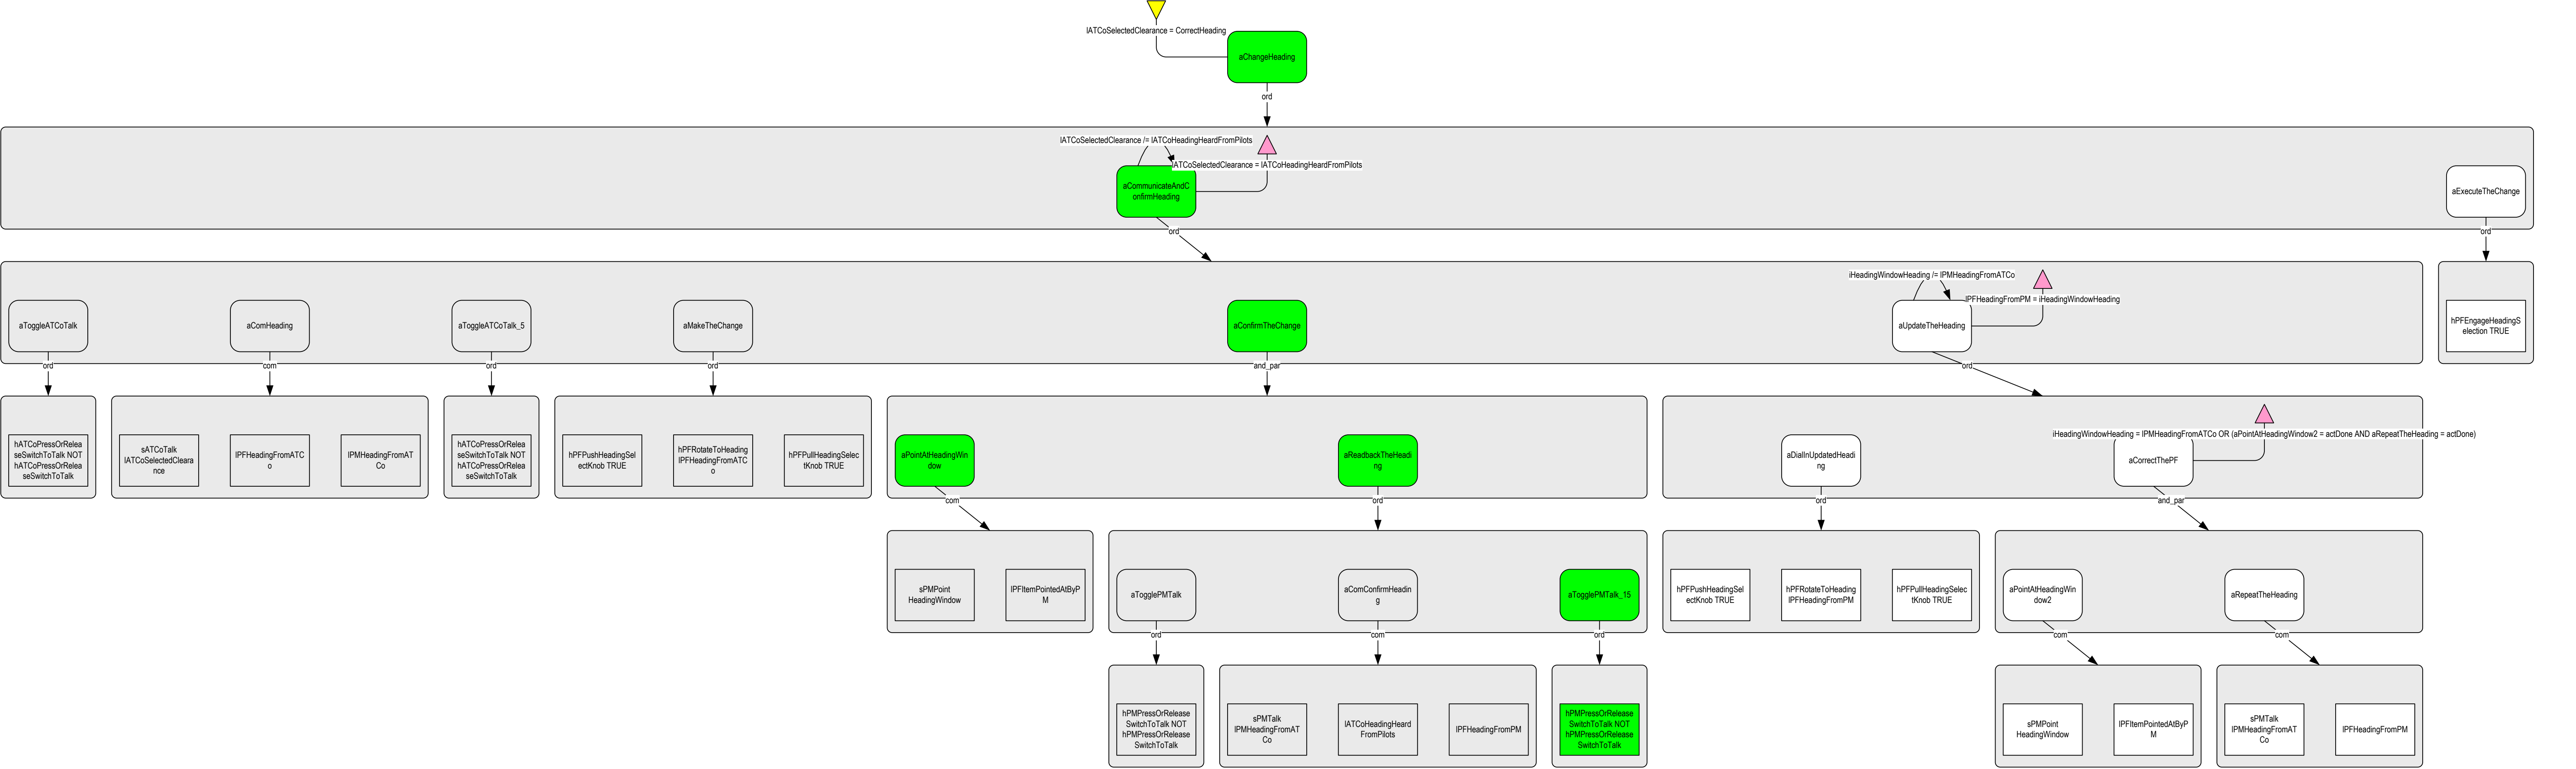 lATCoSelectedClearance = CorrectHeading
aChangeHeading
ord
lATCoSelectedClearance /= lATCoHeadingHeardFromPilots
lATCoSelectedClearance = lATCoHeadingHeardFromPilots
aCommunicateAndC
onfirmHeading
aExecuteTheChange
ord
ord
iHeadingWindowHeading /= lPMHeadingFromATCo
lPFHeadingFromPM = iHeadingWindowHeading
aToggleATCoTalk
aComHeading
aToggleATCoTalk_5
aMakeTheChange
aConfirmTheChange
aUpdateTheHeading
hPFEngageHeadingS
election TRUE
ord
com
ord
ord
and_par
ord
iHeadingWindowHeading = lPMHeadingFromATCo OR (aPointAtHeadingWindow2 = actDone AND aRepeatTheHeading = actDone)
hATCoPressOrRelea
seSwitchToTalk NOT
hATCoPressOrRelea
seSwitchToTalk
sATCoTalk
lATCoSelectedCleara
nce
lPFHeadingFromATC
o
lPMHeadingFromAT
Co
hATCoPressOrRelea
seSwitchToTalk NOT
hATCoPressOrRelea
seSwitchToTalk
hPFPushHeadingSel
ectKnob TRUE
hPFRotateToHeading
lPFHeadingFromATC
o
hPFPullHeadingSelec
tKnob TRUE
aPointAtHeadingWin
dow
aReadbackTheHeadi
ng
aDialInUpdatedHeadi
ng
aCorrectThePF
com
ord
ord
and_par
sPMPoint
HeadingWindow
lPFItemPointedAtByP
M
aTogglePMTalk
aComConfirmHeadin
g
aTogglePMTalk_15
hPFPushHeadingSel
ectKnob TRUE
hPFRotateToHeading
lPFHeadingFromPM
hPFPullHeadingSelec
tKnob TRUE
aPointAtHeadingWin
dow2
aRepeatTheHeading
ord
com
ord
com
com
hPMPressOrRelease
SwitchToTalk NOT
hPMPressOrRelease
SwitchToTalk
sPMTalk
lPMHeadingFromAT
Co
lATCoHeadingHeard
FromPilots
lPFHeadingFromPM
hPMPressOrRelease
SwitchToTalk NOT
hPMPressOrRelease
SwitchToTalk
sPMPoint
HeadingWindow
lPFItemPointedAtByP
M
sPMTalk
lPMHeadingFromAT
Co
lPFHeadingFromPM